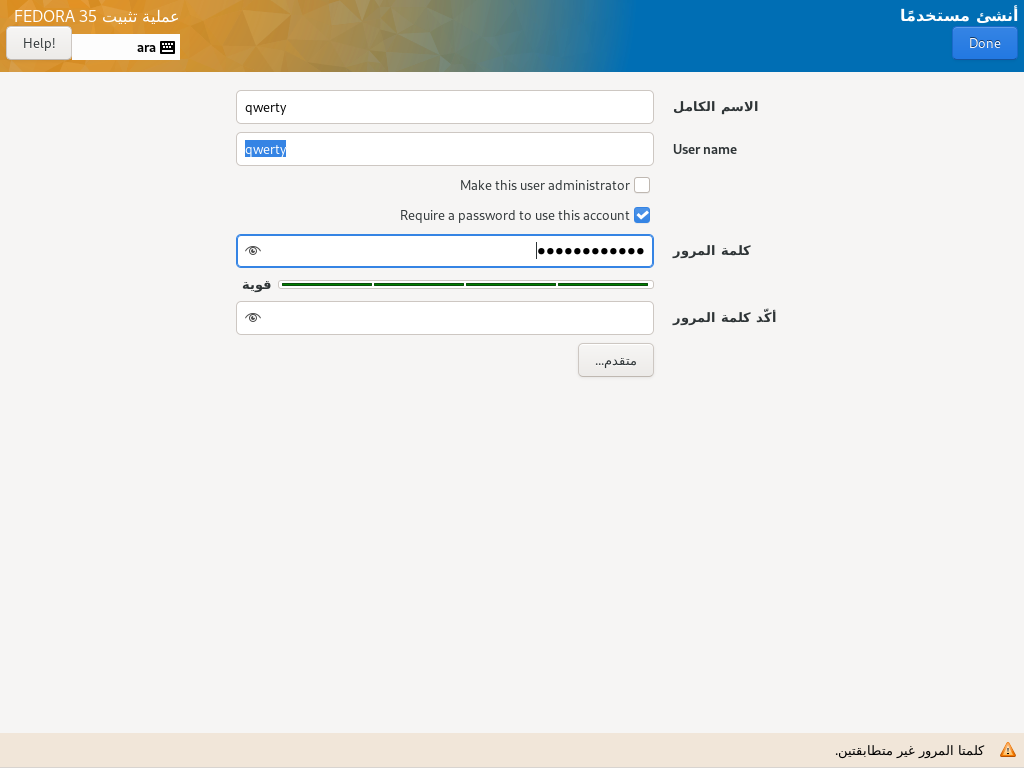 أنشئ مستخدمًا
عملية تثبيت FEDORA 35
Done
ara
Help!
الاسم الكامل
qwerty
User name
qwerty
Make this user administrator
Require a password to use this account
كلمة المرور
●●●●●●●●●●●●
قوية
أكّد كلمة المرور
متقدم...
كلمتا المرور غير متطابقتين.